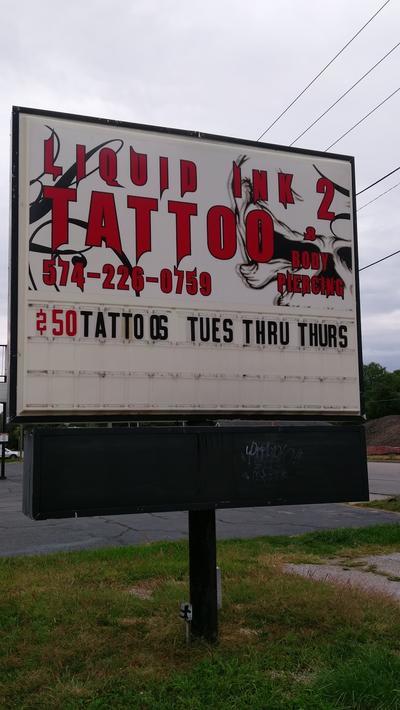 LIQUID INK 2
TATTOO
&
BODY
PIERCING
574-226-0759
$50 TATTOOS TUES THRU THURS